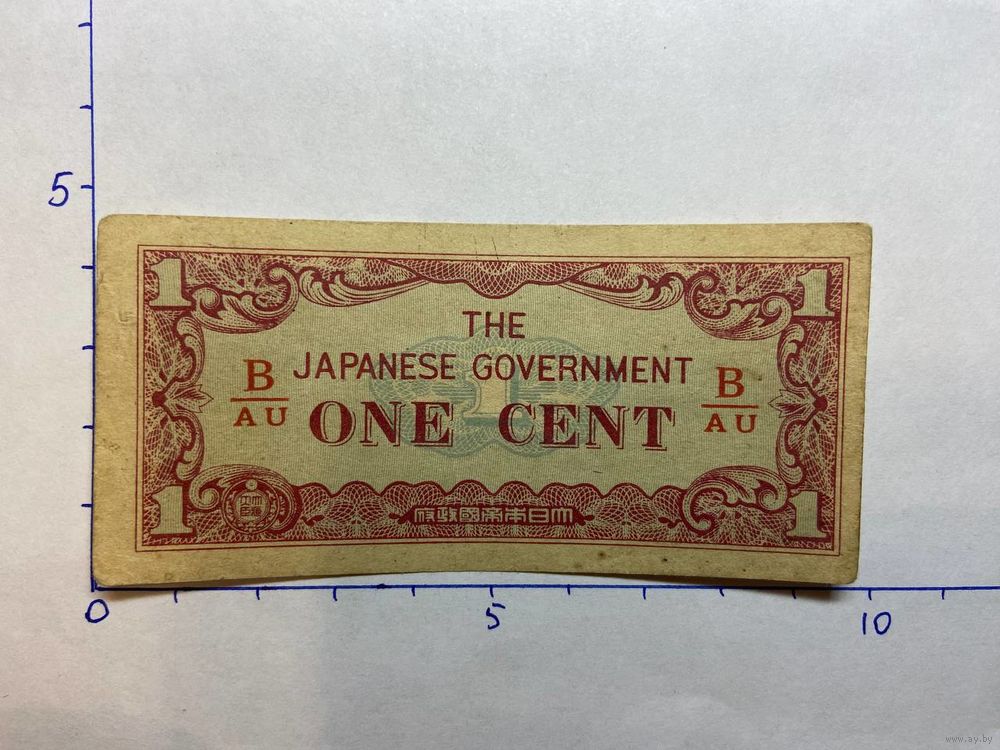 5
1 1
THE
JAPANESE GOVERNMENT
B B
AU AU
ONE CENT
1 1
大日本帝國政府
0 5 10
www.ay.by